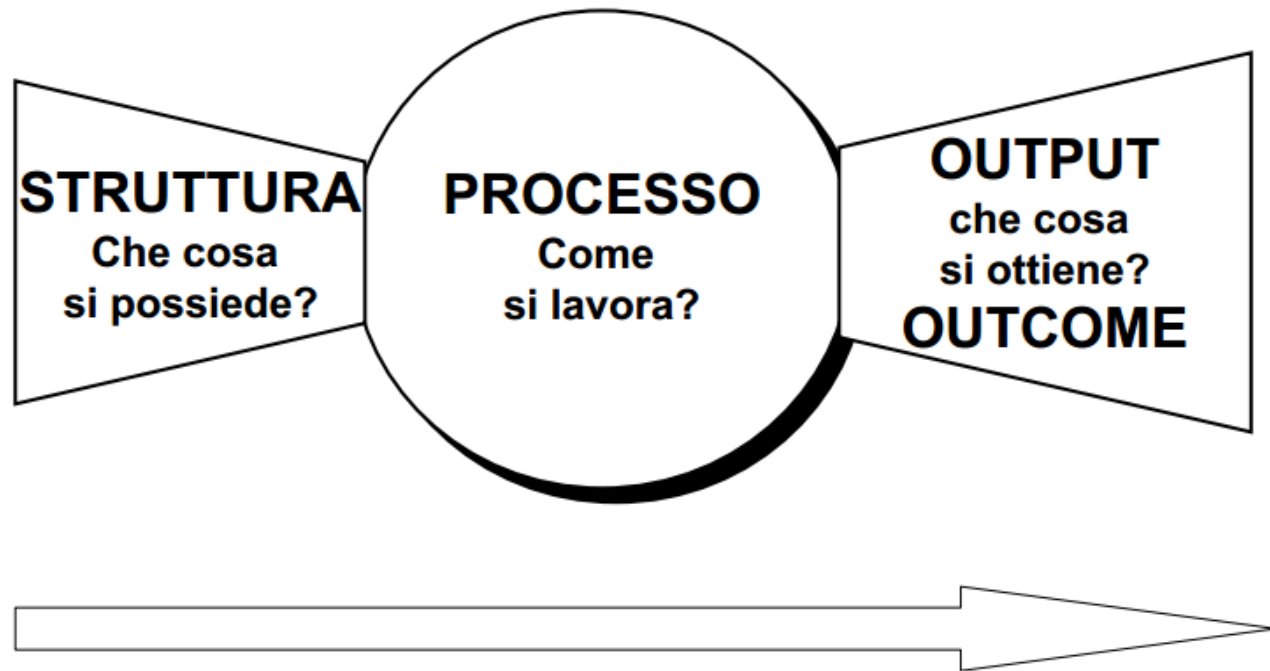 STRUTTURA
Che cosa
si possiede?
PROCESSO
Come
si lavora?
OUTPUT
che cosa
si ottiene?
OUTCOME